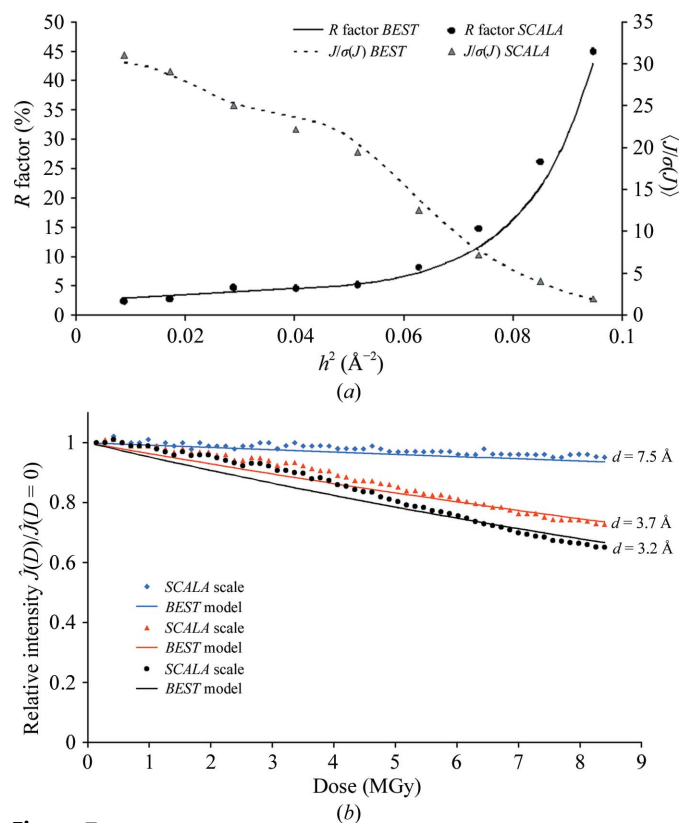 50
45
40
35
30
25
20
15
10
5
0
R factor (%)
R factor BEST
R factor SCALA
J/σ(J) BEST
J/σ(J) SCALA
35
30
25
20
15
10
5
0
⟨J/σ(J)⟩
0
0.02
0.04
0.06
0.08
0.1
h² (Å⁻²)
(a)
1
0.8
0.6
0.4
0.2
0
Relative intensity Ĵ(D)/Ĵ(D = 0)
d = 7.5 Å
d = 3.7 Å
d = 3.2 Å
SCALA scale
BEST model
SCALA scale
BEST model
SCALA scale
BEST model
0 1 2 3 4 5 6 7 8 9
Dose (MGy)
(b)